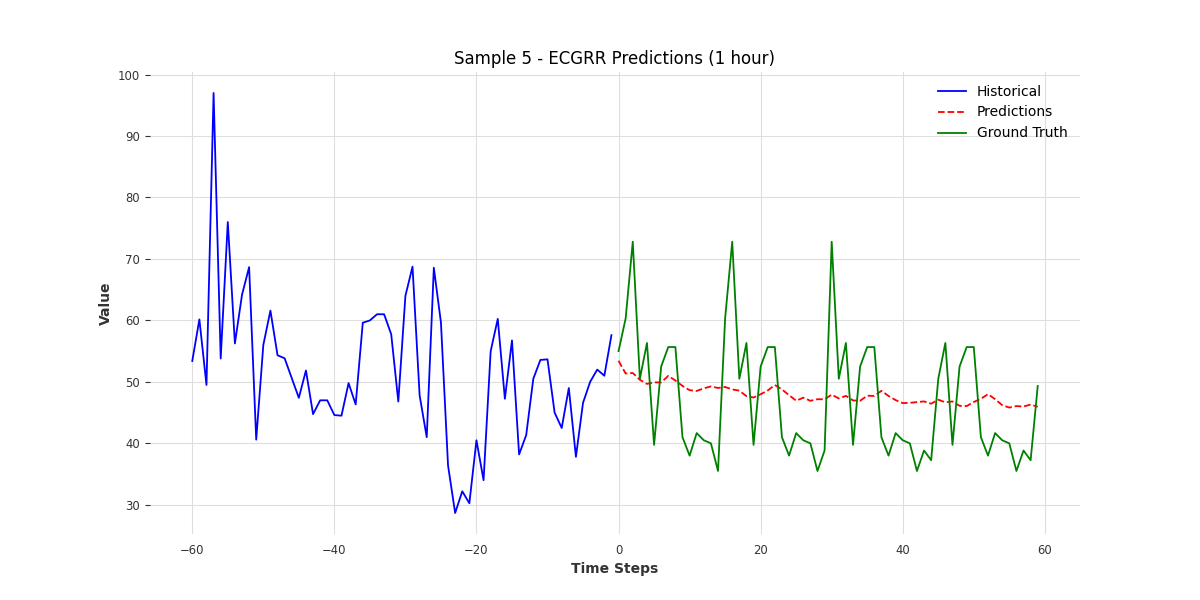 Sample 5 - ECGRR Predictions (1 hour)
Historical
Predictions
Ground Truth
Value
100
90
80
70
60
50
40
30
−60
−40
−20
0
20
40
60
Time Steps